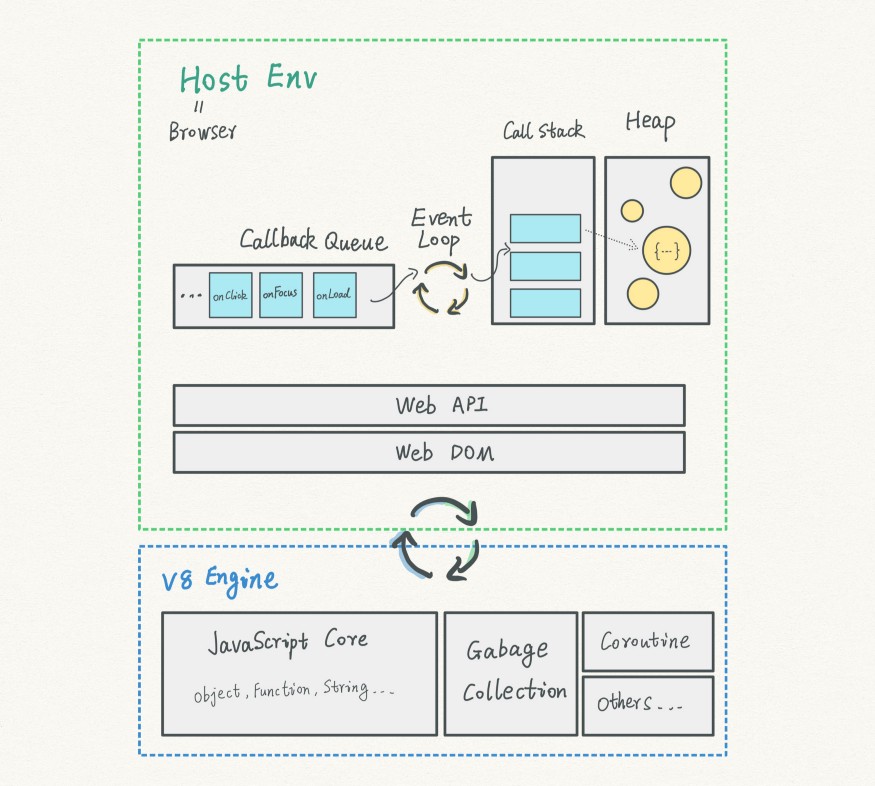 Host Env
=
Browser
Call Stack
Heap
Event
Loop
Callback Queue
... onClick onFocus onLoad
{...}
Web API
Web DOM
V8 Engine
JavaScript Core
Object, Function, String...
Gabage
Collection
Coroutine
Others...